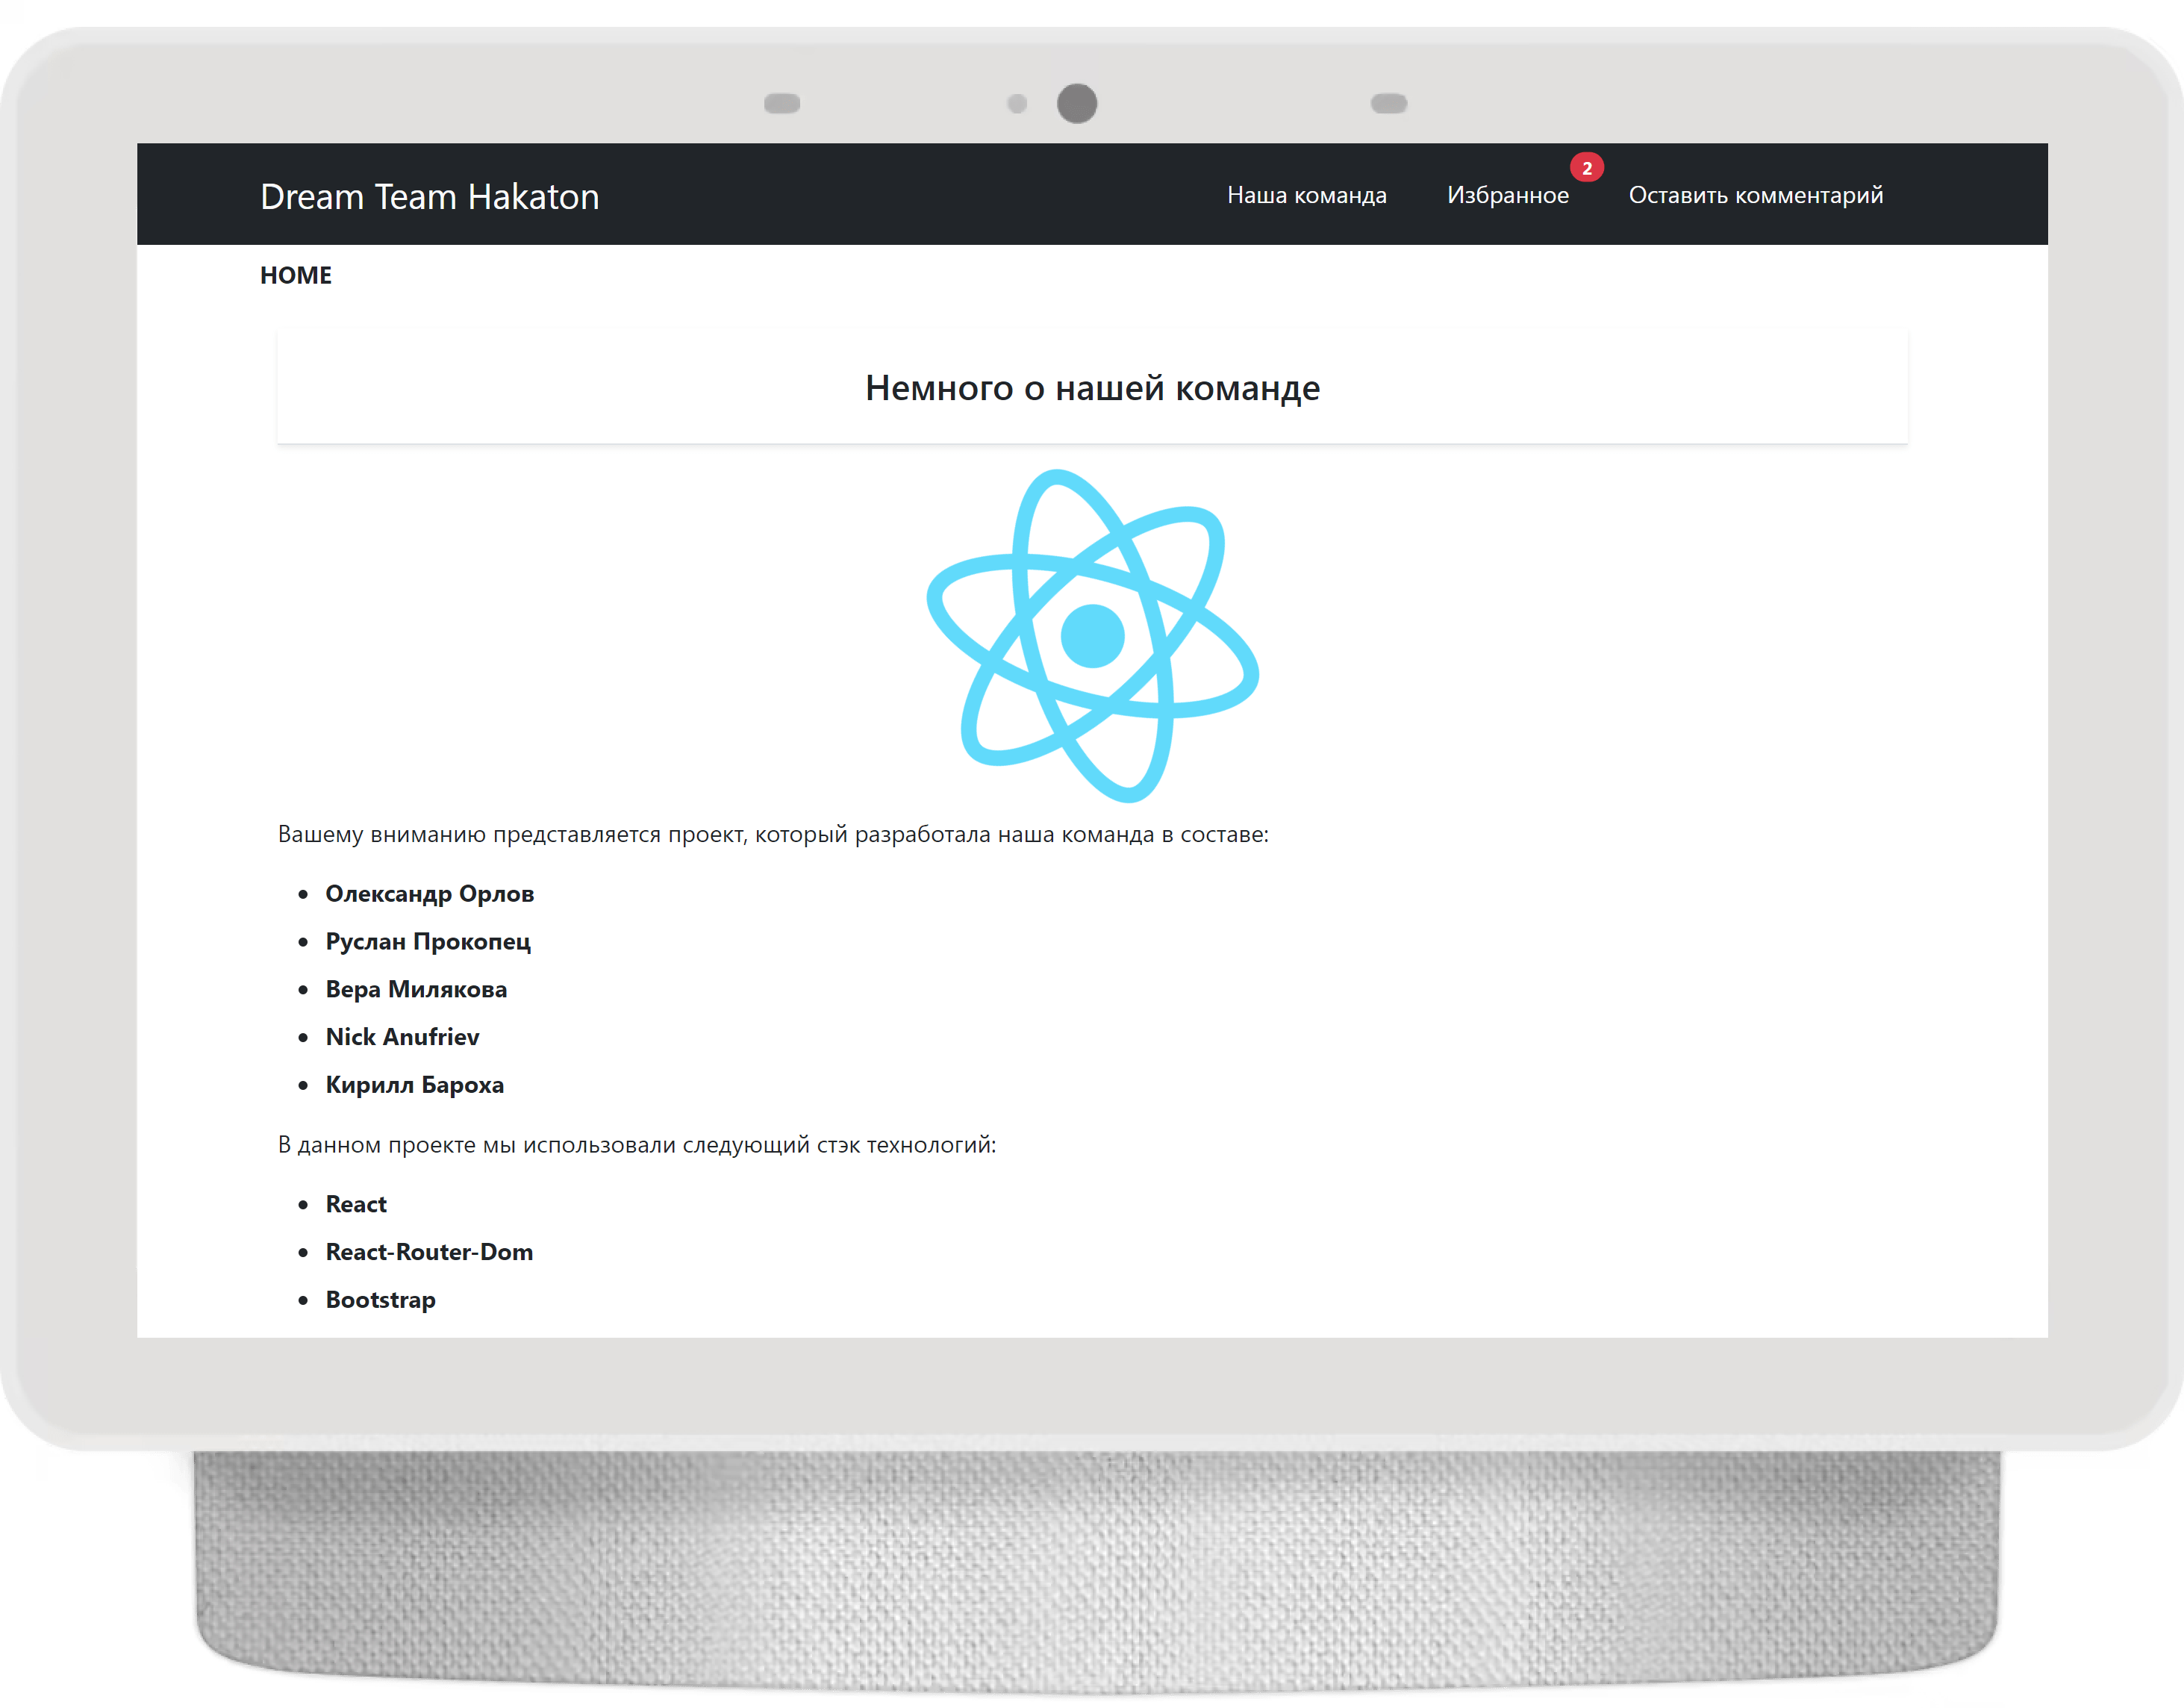 Dream Team Hakaton
Наша команда
Избранное
2
Оставить комментарий
HOME
Немного о нашей команде
Вашему вниманию представляется проект, который разработала наша команда в составе:
Олександр Орлов
Руслан Прокопец
Вера Милякова
Nick Anufriev
Кирилл Бароха
В данном проекте мы использовали следующий стэк технологий:
React
React-Router-Dom
Bootstrap